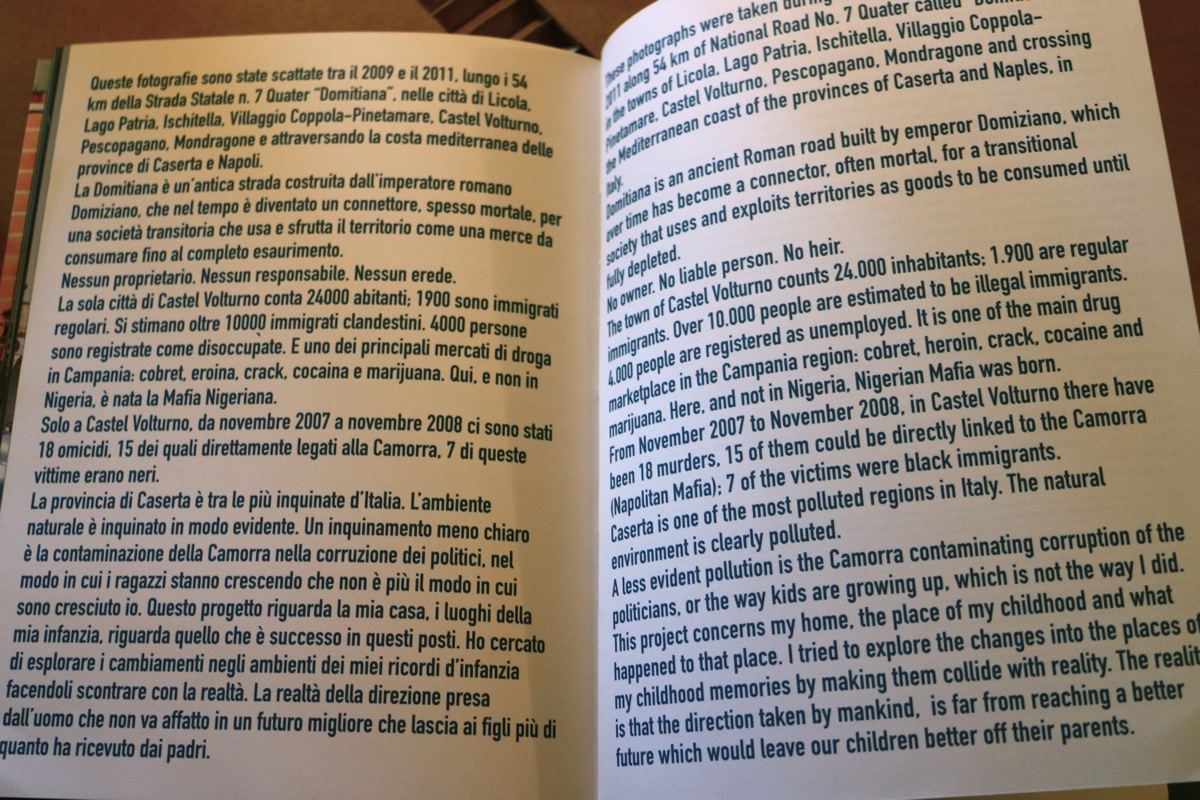 Queste fotografie sono state scattate tra il 2009 e il 2011, lungo i 54
km della Strada Statale n. 7 Quater "Domitiana", nelle città di Licola,
Lago Patria, Ischitella, Villaggio Coppola-Pinetamare, Castel Volturno,
Pescopagano, Mondragone e attraversando la costa mediterranea delle
province di Caserta e Napoli.
La Domitiana è un'antica strada costruita dall'imperatore romano
Domiziano, che nel tempo è diventato un connettore, spesso mortale, per
una società transitoria che usa e sfrutta il territorio come una merce da
consumare fino al completo esaurimento.
Nessun proprietario. Nessun responsabile. Nessun erede.
La sola città di Castel Volturno conta 24000 abitanti; 1900 sono immigrati
regolari. Si stimano oltre 10000 immigrati clandestini. 4000 persone
sono registrate come disoccupate. E uno dei principali mercati di droga
in Campania: cobret, eroina, crack, cocaina e marijuana. Qui, e non in
Nigeria, è nata la Mafia Nigeriana.
Solo a Castel Volturno, da novembre 2007 a novembre 2008 ci sono stati
18 omicidi, 15 dei quali direttamente legati alla Camorra, 7 di queste
vittime erano neri.
La provincia di Caserta è tra le più inquinate d'Italia. L'ambiente
naturale è inquinato in modo evidente. Un inquinamento meno chiaro
è la contaminazione della Camorra nella corruzione dei politici, nel
modo in cui i ragazzi stanno crescendo che non è più il modo in cui
sono cresciuto io. Questo progetto riguarda la mia casa, i luoghi della
mia infanzia, riguarda quello che è successo in questi posti. Ho cercato
di esplorare i cambiamenti negli ambienti dei miei ricordi d'infanzia
facendoli scontrare con la realtà. La realtà della direzione presa
dall'uomo che non va affatto in un futuro migliore che lascia ai figli più di
quanto ha ricevuto dai padri.
These photographs were taken during
2011 along 54 km of National Road No. 7 Quater called
in the towns of Licola, Lago Patria, Ischitella, Villaggio Coppola-
Pinetamare, Castel Volturno, Pescopagano, Mondragone and crossing
the Mediterranean coast of the provinces of Caserta and Naples, in
Italy.
Domitiana is an ancient Roman road built by emperor Domiziano, which
over time has become a connector, often mortal, for a transitional
society that uses and exploits territories as goods to be consumed until
fully depleted.
No owner. No liable person. No heir.
The town of Castel Volturno counts 24.000 inhabitants; 1.900 are regular
immigrants. Over 10.000 people are estimated to be illegal immigrants.
4.000 people are registered as unemployed. It is one of the main drug
marketplace in the Campania region: cobret, heroin, crack, cocaine and
marijuana. Here, and not in Nigeria, Nigerian Mafia was born.
From November 2007 to November 2008, in Castel Volturno there have
been 18 murders, 15 of them could be directly linked to the Camorra
(Napolitan Mafia); 7 of the victims were black immigrants.
Caserta is one of the most polluted regions in Italy. The natural
environment is clearly polluted.
A less evident pollution is the Camorra contaminating corruption of the
politicians, or the way kids are growing up, which is not the way I did.
This project concerns my home, the place of my childhood and what
happened to that place. I tried to explore the changes into the places of
my childhood memories by making them collide with reality. The realit
is that the direction taken by mankind, is far from reaching a better
future which would leave our children better off their parents.